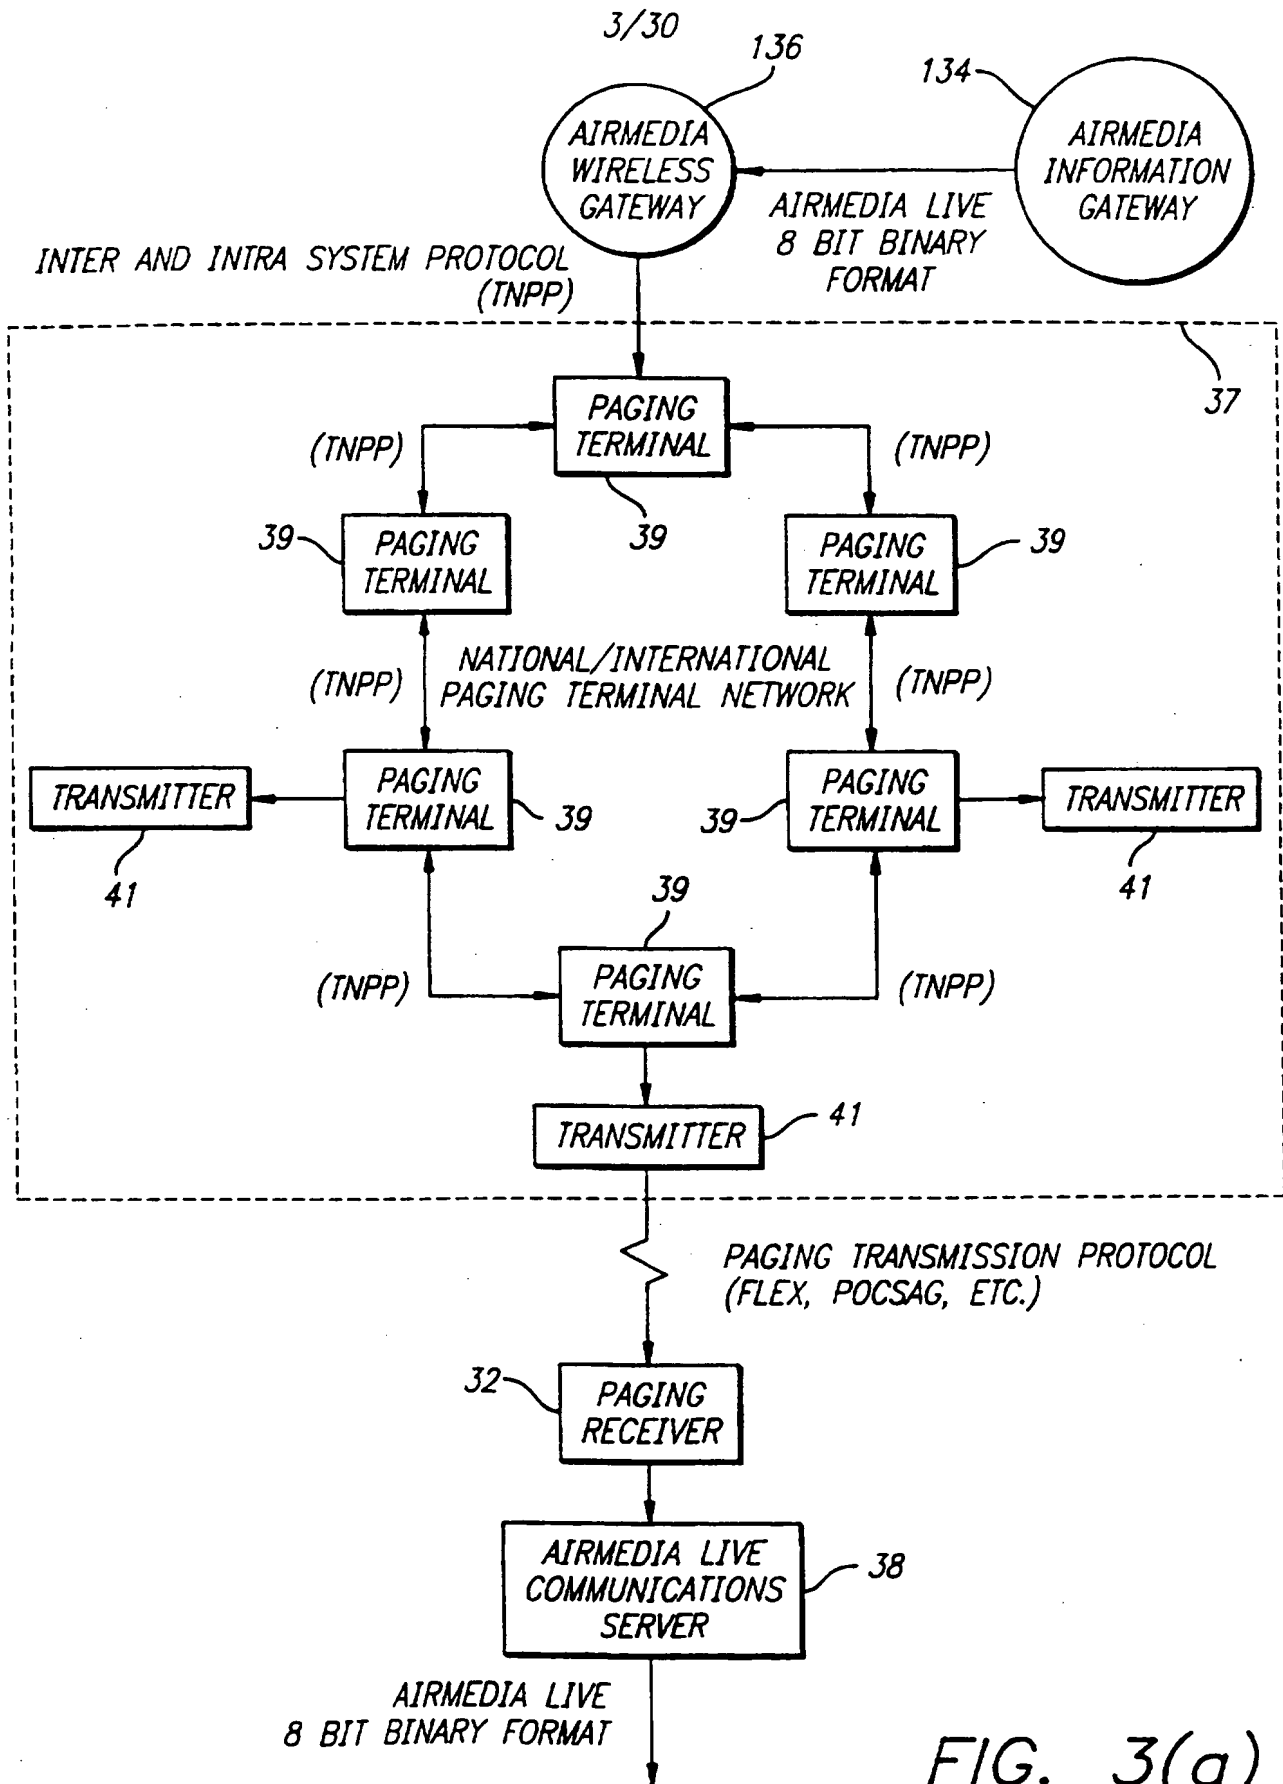 3/30
136
134
AIRMEDIA
WIRELESS
GATEWAY
AIRMEDIA
INFORMATION
GATEWAY
AIRMEDIA LIVE
8 BIT BINARY
FORMAT
INTER AND INTRA SYSTEM PROTOCOL
(TNPP)
37
PAGING
TERMINAL
(TNPP)
(TNPP)
39
39
PAGING
TERMINAL
PAGING
TERMINAL
39
NATIONAL/INTERNATIONAL
PAGING TERMINAL NETWORK
(TNPP)
(TNPP)
TRANSMITTER
41
PAGING
TERMINAL
39
39
PAGING
TERMINAL
TRANSMITTER
41
39
(TNPP)
PAGING
TERMINAL
(TNPP)
TRANSMITTER
41
PAGING TRANSMISSION PROTOCOL
(FLEX, POCSAG, ETC.)
32
PAGING
RECEIVER
AIRMEDIA LIVE
COMMUNICATIONS
SERVER
38
AIRMEDIA LIVE
8 BIT BINARY FORMAT
FIG. 3(a)